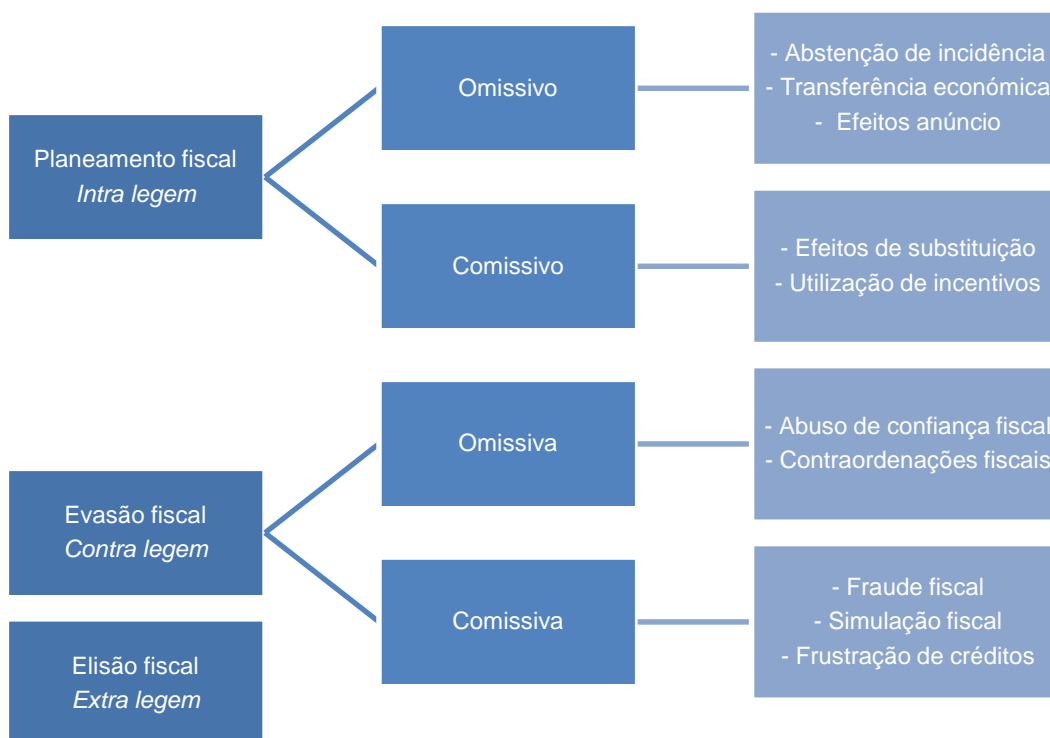 Planeamento fiscal
Intra legem
Omissivo
- Abstenção de incidência
- Transferência económica
- Efeitos anúncio
Comissivo
- Efeitos de substituição
- Utilização de incentivos
Evasão fiscal
Contra legem
Omissiva
- Abuso de confiança fiscal
- Contraordenações fiscais
Comissiva
- Fraude fiscal
- Simulação fiscal
- Frustração de créditos
Elisão fiscal
Extra legem